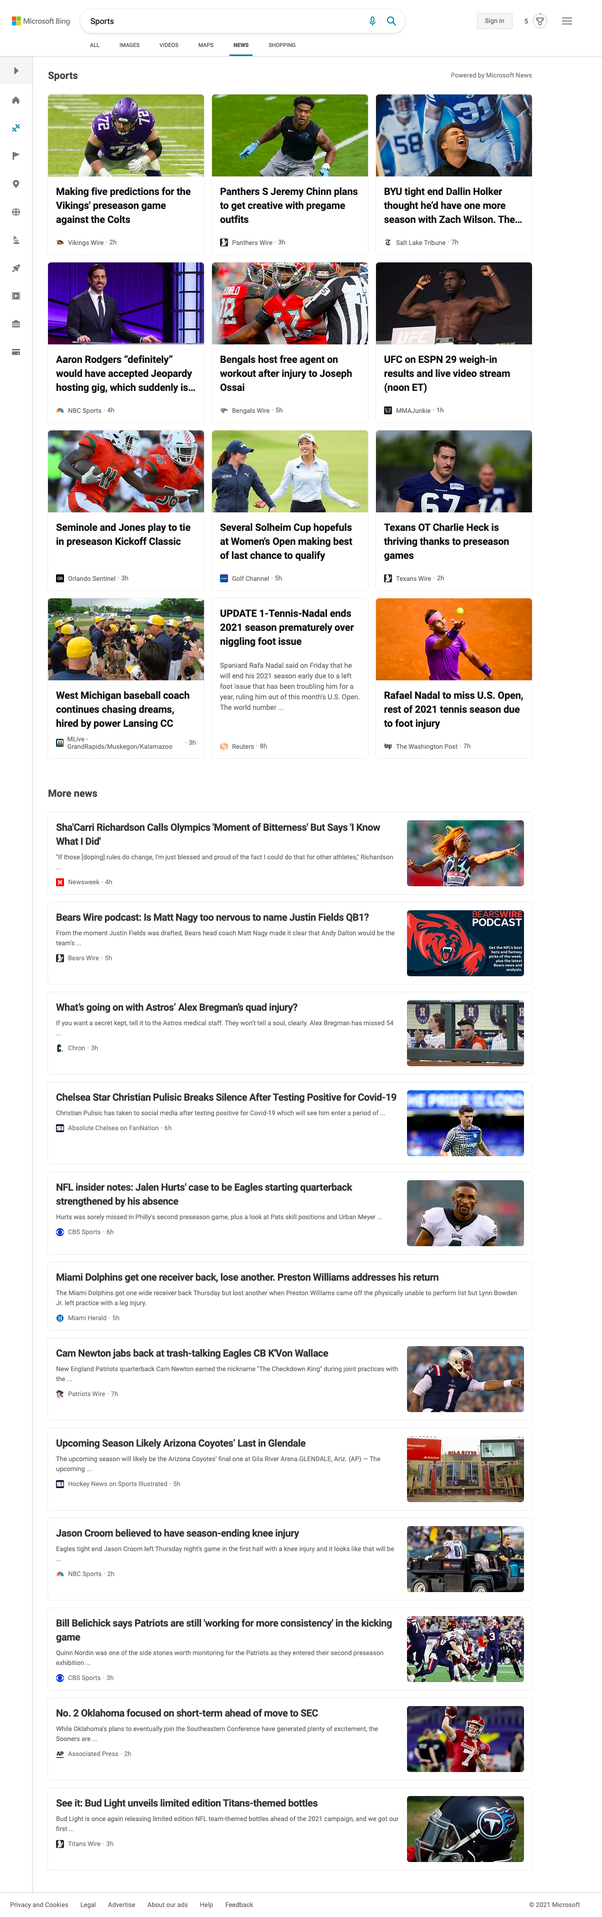 Microsoft Bing
Sports
Sign in
5
ALL IMAGES VIDEOS MAPS NEWS SHOPPING
Sports
Powered by Microsoft News
Making five predictions for the
Vikings' preseason game
against the Colts
Vikings Wire · 2h
Panthers S Jeremy Chinn plans
to get creative with pregame
outfits
Panthers Wire · 3h
BYU tight end Dallin Holker
thought he'd have one more
season with Zach Wilson. The…
Salt Lake Tribune · 7h
Aaron Rodgers “definitely”
would have accepted Jeopardy
hosting gig, which suddenly is…
NBC Sports · 4h
Bengals host free agent on
workout after injury to Joseph
Ossai
Bengals Wire · 5h
UFC on ESPN 29 weigh-in
results and live video stream
(noon ET)
MMAJunkie · 1h
Seminole and Jones play to tie
in preseason Kickoff Classic
Orlando Sentinel · 3h
Several Solheim Cup hopefuls
at Women's Open making best
of last chance to qualify
Golf Channel · 5h
Texans OT Charlie Heck is
thriving thanks to preseason
games
Texans Wire · 2h
West Michigan baseball coach
continues chasing dreams,
hired by power Lansing CC
MLive -
GrandRapids/Muskegon/Kalamazoo · 3h
UPDATE 1-Tennis-Nadal ends
2021 season prematurely over
niggling foot issue
Spaniard Rafa Nadal said on Friday that he
will end his 2021 season early due to a left
foot issue that has been troubling him for a
year, ruling him out of this month's U.S. Open.
The world number ...
Reuters · 8h
Rafael Nadal to miss U.S. Open,
rest of 2021 tennis season due
to foot injury
The Washington Post · 7h
More news
Sha'Carri Richardson Calls Olympics 'Moment of Bitterness' But Says 'I Know
What I Did'
"If those [doping] rules do change, I'm just blessed and proud of the fact I could do that for other athletes," Richardson
...
Newsweek · 4h
Bears Wire podcast: Is Matt Nagy too nervous to name Justin Fields QB1?
From the moment Justin Fields was drafted, Bears head coach Matt Nagy made it clear that Andy Dalton would be the
team's ...
Bears Wire · 5h
BEARSWIRE
PODCAST
Get the NFL's best
bets and fantasy
picks of the week,
plus the latest
Bears news and
analysis.
What's going on with Astros' Alex Bregman's quad injury?
If you want a secret kept, tell it to the Astros medical staff. They won't tell a soul, clearly. Alex Bregman has missed 54
...
Chron · 3h
Chelsea Star Christian Pulisic Breaks Silence After Testing Positive for Covid-19
Christian Pulisic has taken to social media after testing positive for Covid-19 which will see him enter a period of ...
Absolute Chelsea on FanNation · 6h
NFL insider notes: Jalen Hurts' case to be Eagles starting quarterback
strengthened by his absence
Hurts was sorely missed in Philly's second preseason game, plus a look at Pats skill positions and Urban Meyer ...
CBS Sports · 6h
Miami Dolphins get one receiver back, lose another. Preston Williams addresses his return
The Miami Dolphins got one wide receiver back Thursday but lost another when Preston Williams came off the physically unable to perform list but Lynn Bowden
Jr. left practice with a leg injury.
Miami Herald · 5h
Cam Newton jabs back at trash-talking Eagles CB K'Von Wallace
New England Patriots quarterback Cam Newton earned the nickname "The Checkdown King" during joint practices with
the ...
Patriots Wire · 7h
Upcoming Season Likely Arizona Coyotes' Last in Glendale
The upcoming season will likely be the Arizona Coyotes' final one at Gila River Arena.GLENDALE, Ariz. (AP) — The
upcoming ...
Hockey News on Sports Illustrated · 5h
Jason Croom believed to have season-ending knee injury
Eagles tight end Jason Croom left Thursday night's game in the first half with a knee injury and it looks like that will be
...
NBC Sports · 2h
Bill Belichick says Patriots are still 'working for more consistency' in the kicking
game
Quinn Nordin was one of the side stories worth monitoring for the Patriots as they entered their second preseason
exhibition ...
CBS Sports · 3h
No. 2 Oklahoma focused on short-term ahead of move to SEC
While Oklahoma's plans to eventually join the Southeastern Conference have generated plenty of excitement, the
Sooners are ...
Associated Press · 2h
See it: Bud Light unveils limited edition Titans-themed bottles
Bud Light is once again releasing limited edition NFL team-themed bottles ahead of the 2021 campaign, and we got our
first ...
Titans Wire · 3h
Privacy and Cookies Legal Advertise About our ads Help Feedback
© 2021 Microsoft